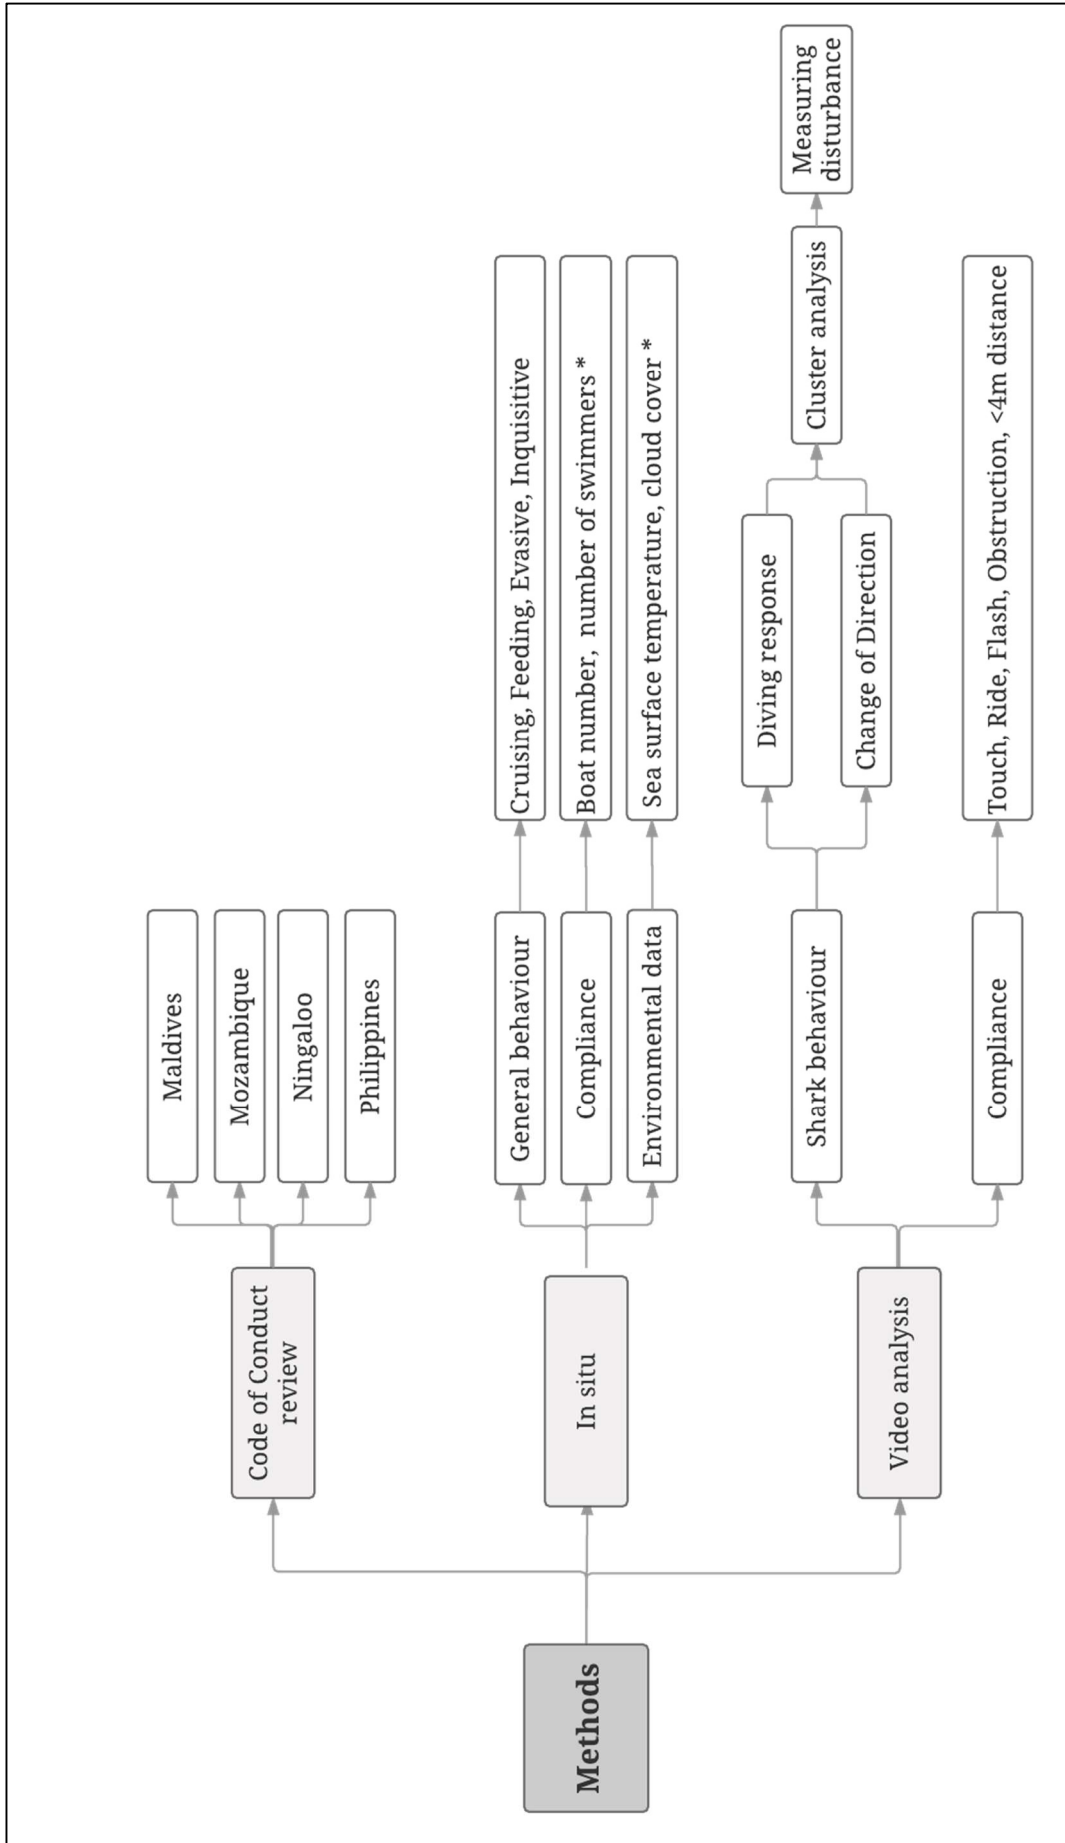 Methods
Code of Conduct
review
Maldives
Mozambique
Ningaloo
Philippines
In situ
General behaviour
Cruising, Feeding, Evasive, Inquisitive
Compliance
Boat number, number of swimmers *
Environmental data
Sea surface temperature, cloud cover *
Video analysis
Shark behaviour
Diving response
Change of Direction
Cluster analysis
Measuring
disturbance
Compliance
Touch, Ride, Flash, Obstruction, <4m distance